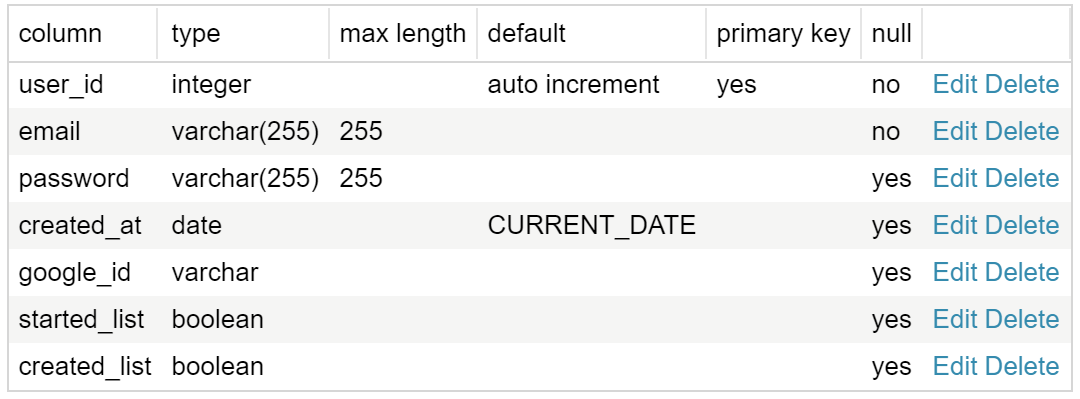 column type max length default primary key null
user_id integer auto increment yes no Edit Delete
email varchar(255) 255 no Edit Delete
password varchar(255) 255 yes Edit Delete
created_at date CURRENT_DATE yes Edit Delete
google_id varchar yes Edit Delete
started_list boolean yes Edit Delete
created_list boolean yes Edit Delete